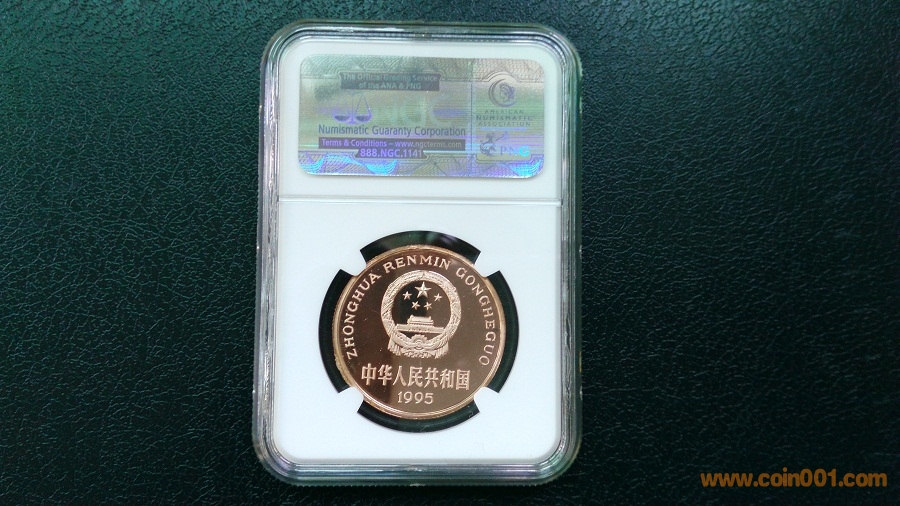 The Official Grading Service
of the ANA & PNG
Numismatic Guaranty Corporation
Terms & Conditions – www.ngcterms.com
888.NGC.1141
AMERICAN
NUMISMATIC
ASSOCIATION
ZHONGHUA RENMIN GONGHEGUO
中华人民共和国
1995
www.coin001.com